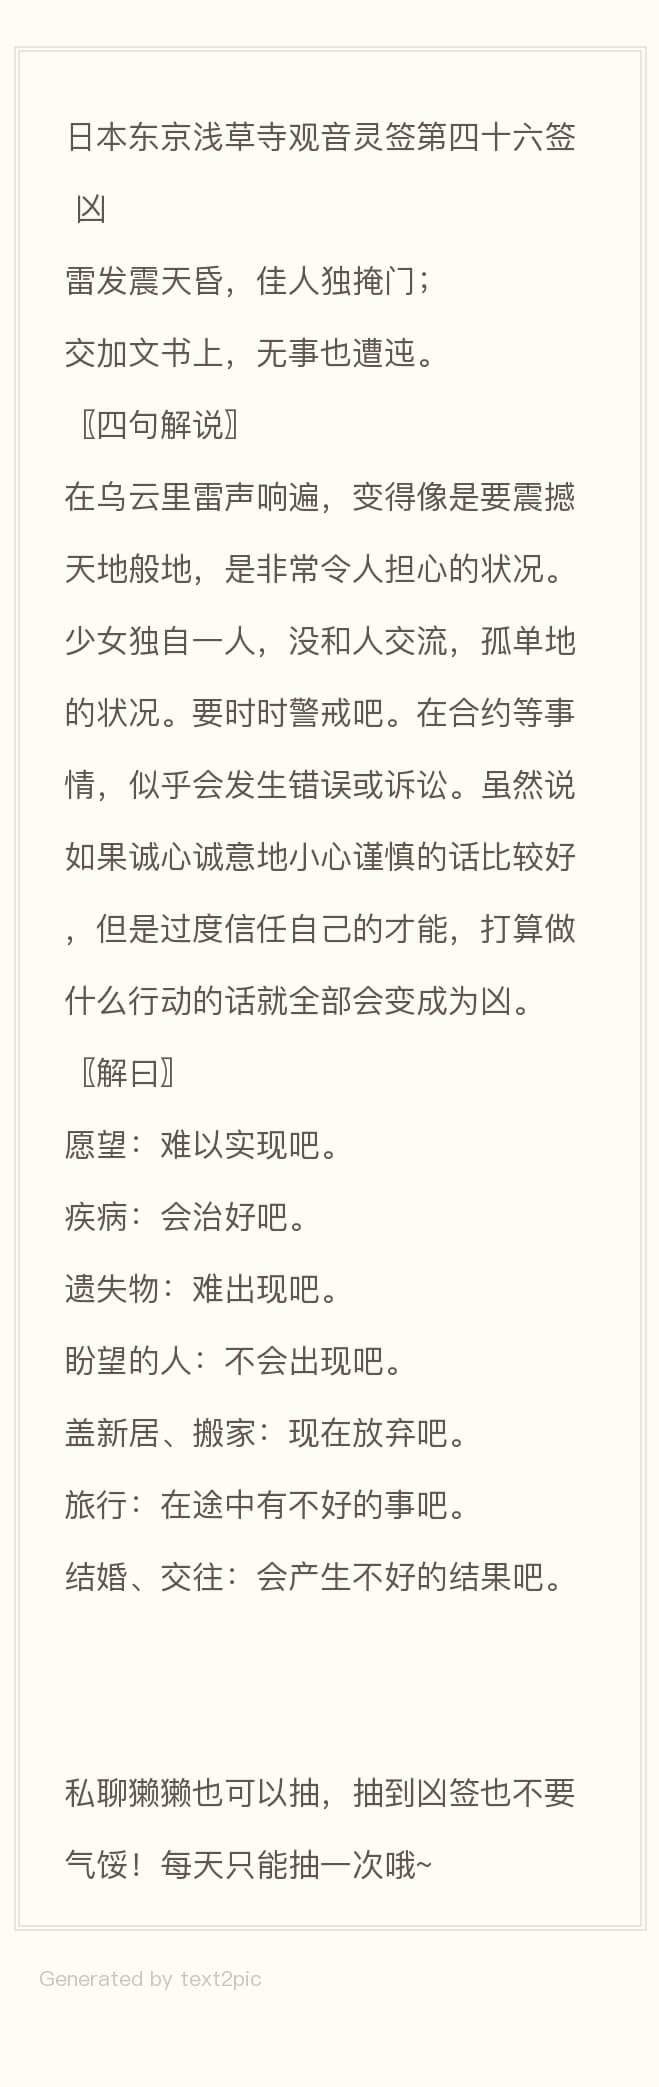 日本东京浅草寺观音灵签第四十六签
凶
雷发震天昏，佳人独掩门；
交加文书上，无事也遭迍。
〖四句解说〗
在乌云里雷声响遍，变得像是要震撼
天地般地，是非常令人担心的状况。
少女独自一人，没和人交流，孤单地
的状况。要时时警戒吧。在合约等事
情，似乎会发生错误或诉讼。虽然说
如果诚心诚意地小心谨慎的话比较好
，但是过度信任自己的才能，打算做
什么行动的话就全部会变成为凶。
〖解曰〗
愿望：难以实现吧。
疾病：会治好吧。
遗失物：难出现吧。
盼望的人：不会出现吧。
盖新居、搬家：现在放弃吧。
旅行：在途中有不好的事吧。
结婚、交往：会产生不好的结果吧。
私聊獭獭也可以抽，抽到凶签也不要
气馁！每天只能抽一次哦~
Generated by text2pic